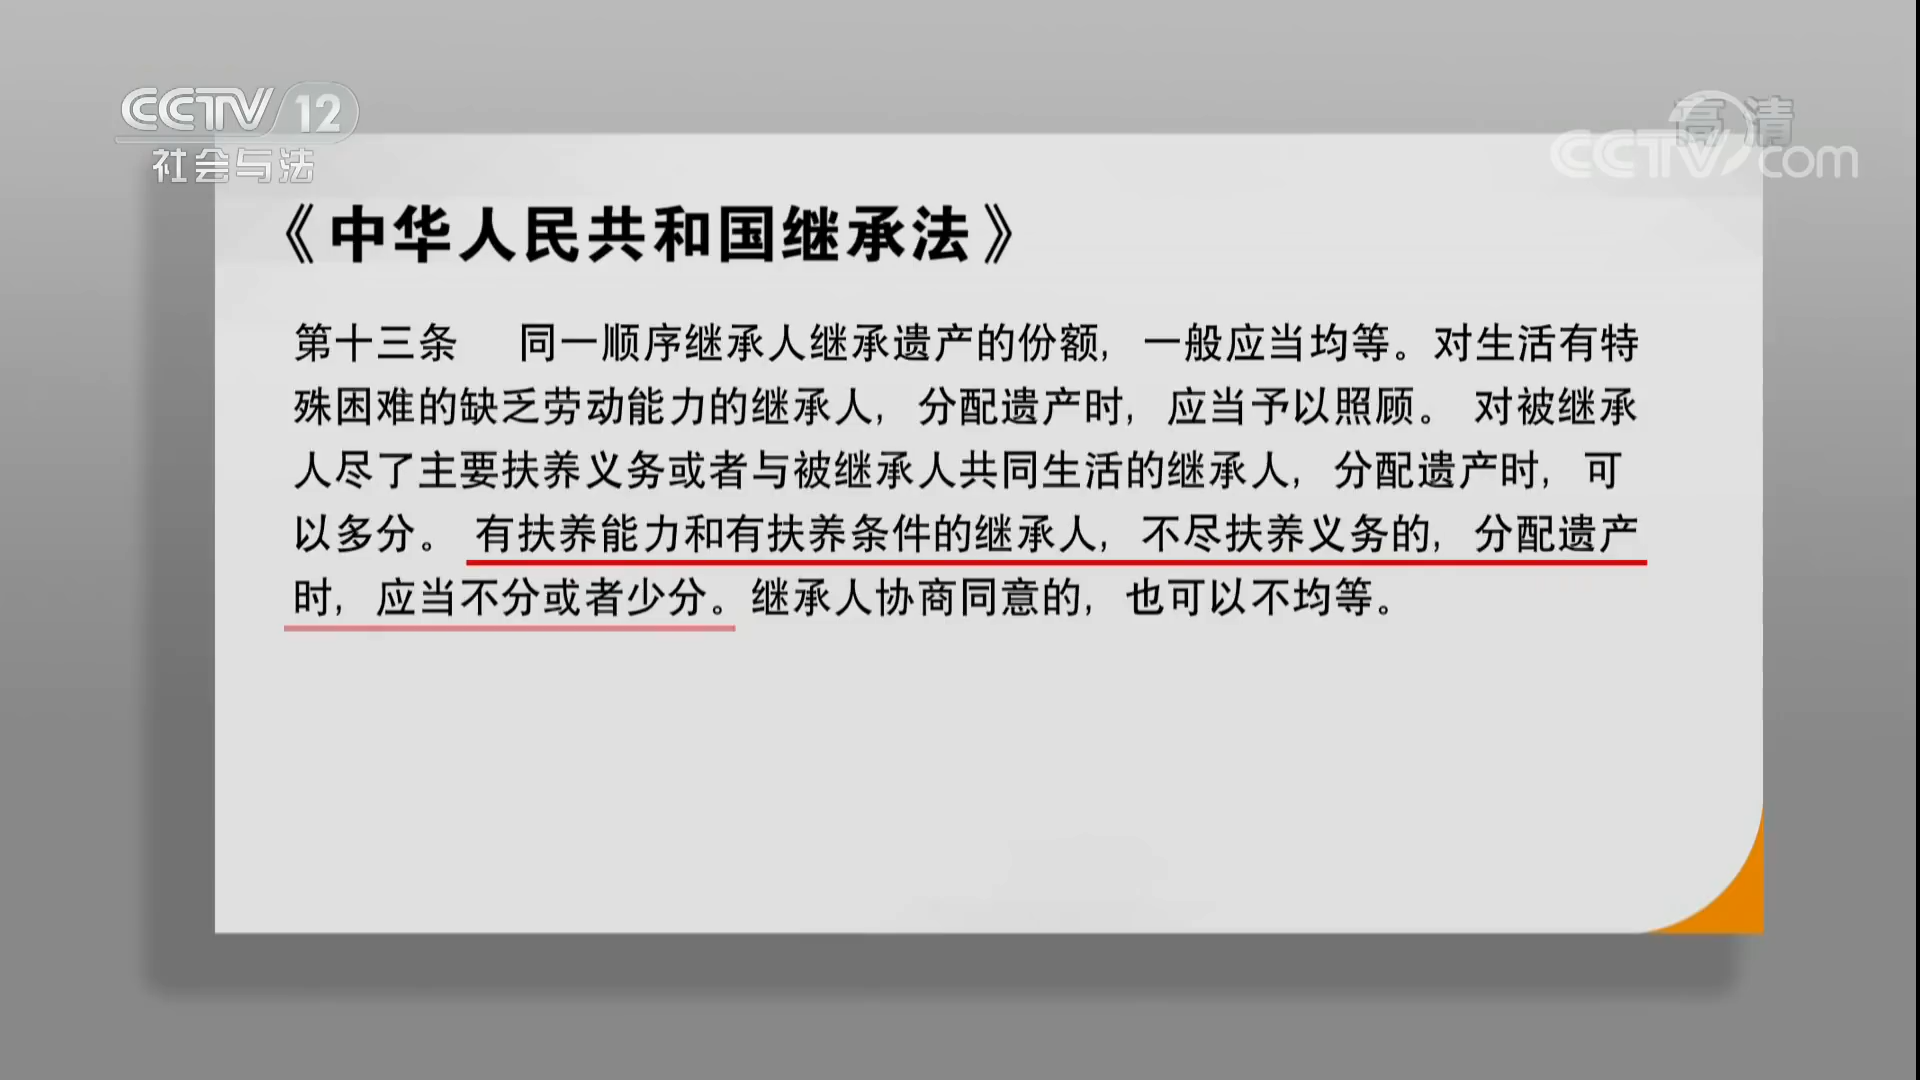 CCTV 12
社会与法
高清
CCTV com
《中华人民共和国继承法》
第十三条 同一顺序继承人继承遗产的份额，一般应当均等。对生活有特
殊困难的缺乏劳动能力的继承人，分配遗产时，应当予以照顾。 对被继承
人尽了主要扶养义务或者与被继承人共同生活的继承人，分配遗产时，可
以多分。 有扶养能力和有扶养条件的继承人，不尽扶养义务的，分配遗产
时，应当不分或者少分。继承人协商同意的，也可以不均等。